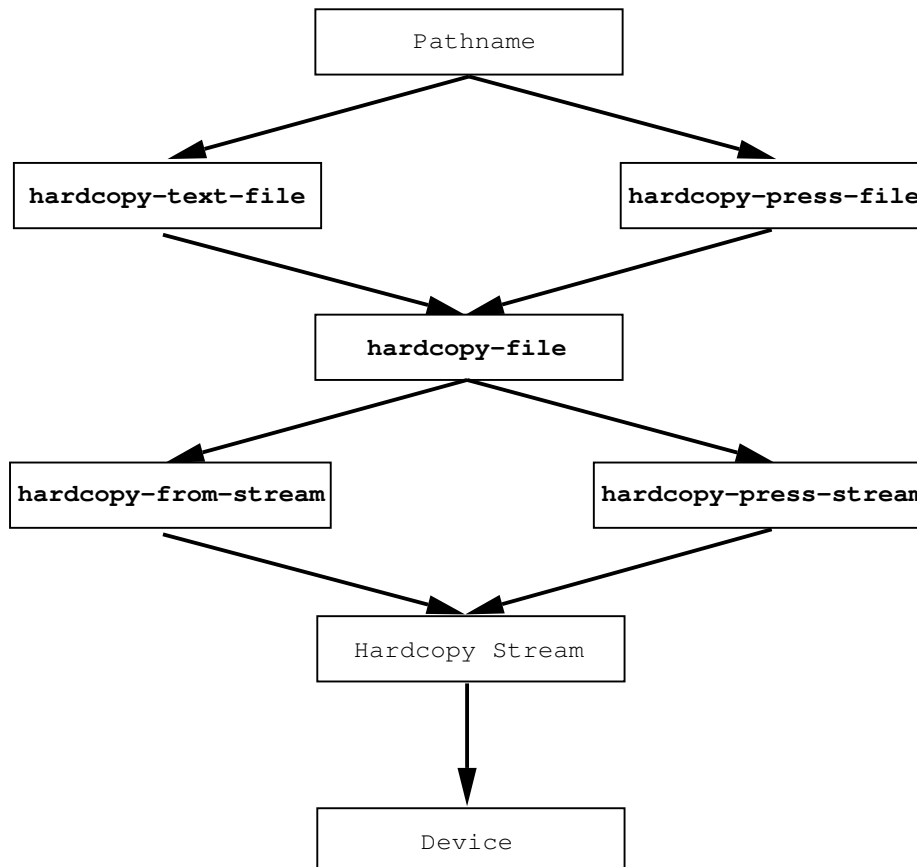 Pathname
hardcopy-text-file
hardcopy-press-file
hardcopy-file
hardcopy-from-stream
hardcopy-press-stream
Hardcopy Stream
Device